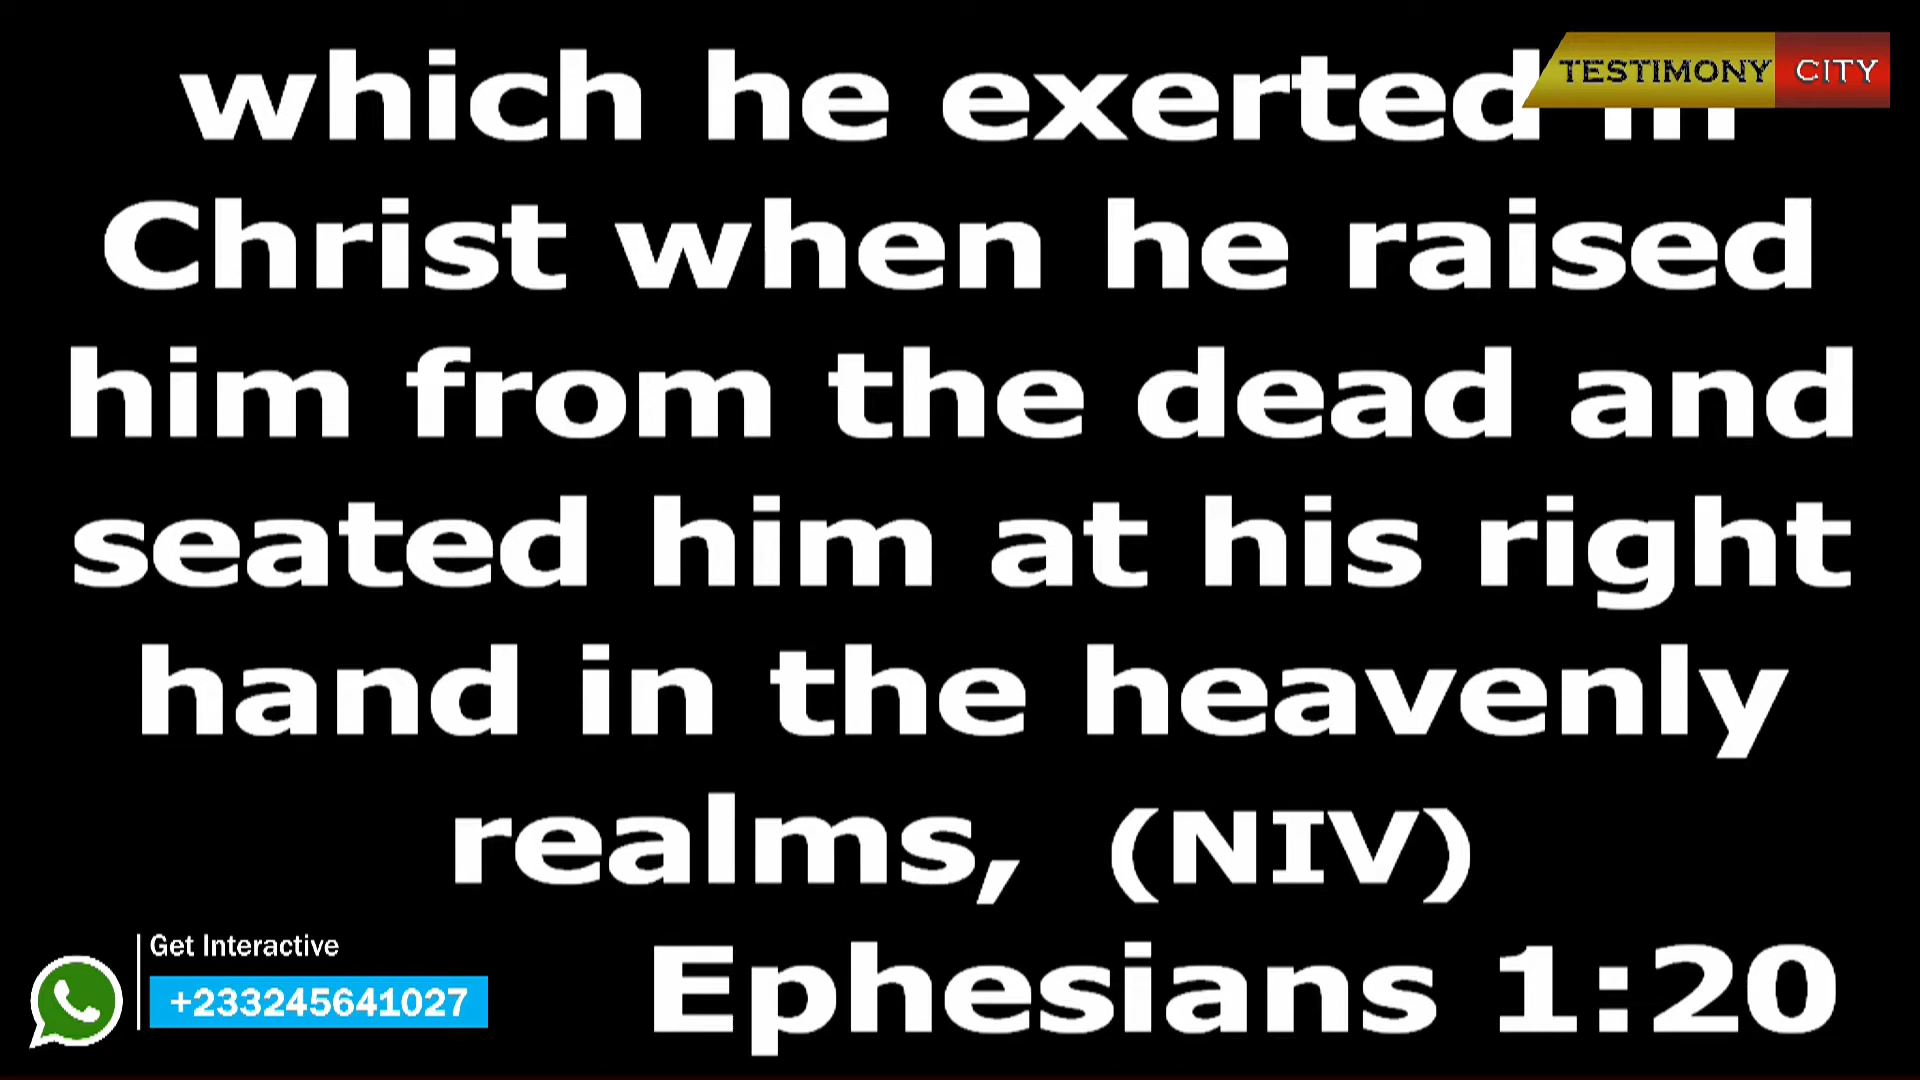 which he exerted in
TESTIMONY CITY
Christ when he raised
him from the dead and
seated him at his right
hand in the heavenly
realms, (NIV)
Ephesians 1:20
Get Interactive
+233245641027